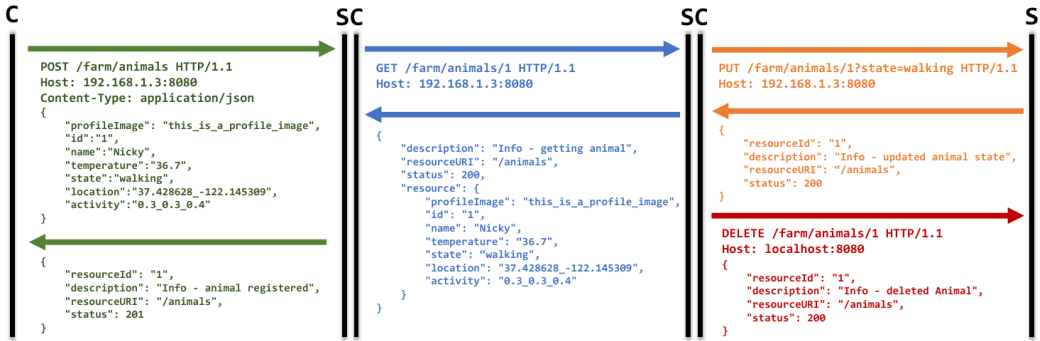 C
SC
SC
S
POST /farm/animals HTTP/1.1
Host: 192.168.1.3:8080
Content-Type: application/json
{
"profileImage": "this_is_a_profile_image",
"id":"1",
"name":"Nicky",
"temperature":"36.7",
"state":"walking",
"location":"37.428628_-122.145309",
"activity":"0.3_0.3_0.4"
}
{
"resourceId": "1",
"description": "Info - animal registered",
"resourceURI": "/animals",
"status": 201
}
GET /farm/animals/1 HTTP/1.1
Host: 192.168.1.3:8080
{
"description": "Info - getting animal",
"resourceURI": "/animals",
"status": 200,
"resource": {
"profileImage": "this_is_a_profile_image",
"id": "1",
"name": "Nicky",
"temperature": “36.7",
"state": “walking",
"location": "37.428628_-122.145309",
"activity": "0.3_0.3_0.4"
}
}
PUT /farm/animals/1?state=walking HTTP/1.1
Host: 192.168.1.3:8080
{
"resourceId": "1",
"description": "Info - updated animal state",
"resourceURI": “/animals",
"status": 200
}
DELETE /farm/animals/1 HTTP/1.1
Host: localhost:8080
{
"resourceId": "1",
"description": "Info - deleted Animal",
"resourceURI": "/animals",
"status": 200
}